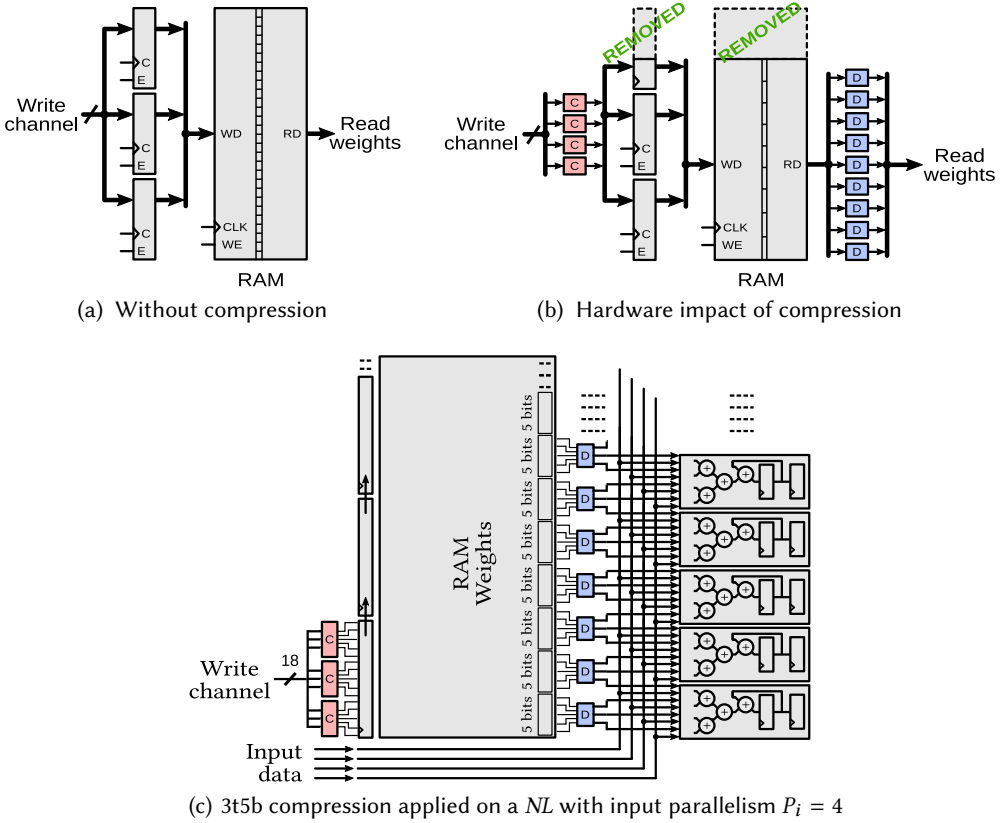 Write
channel
C
E
C
E
C
E
WD
RD
CLK
WE
RAM
Read
weights
(a) Without compression
REMOVED
REMOVED
Write
channel
C
C
C
C
C
E
C
E
WD
RD
CLK
WE
RAM
D
D
D
D
D
D
D
D
D
Read
weights
(b) Hardware impact of compression
RAM
Weights
5 bits
5 bits
5 bits
5 bits
5 bits
5 bits
5 bits
5 bits
D
D
D
D
D
D
D
C
C
C
18
Write
channel
Input
data
+ + + +
+ + + +
+ + + +
+ + + +
+ + + +
(c) 3t5b compression applied on a NL with input parallelism Pi = 4